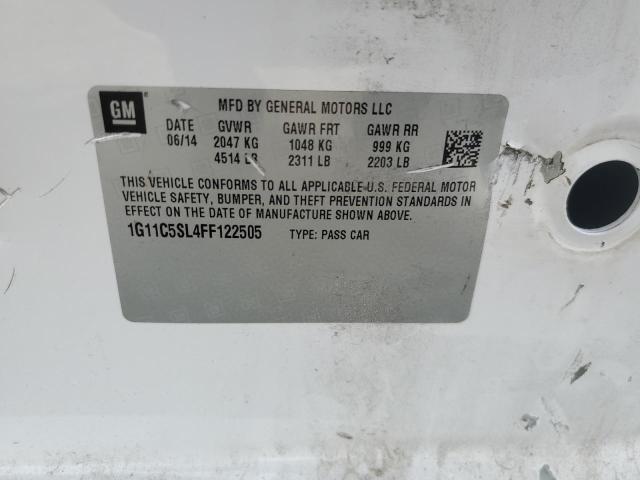 GM
MFD BY GENERAL MOTORS LLC
DATE GVWR GAWR FRT GAWR RR
06/14 2047 KG 1048 KG 999 KG
4514 LB 2311 LB 2203 LB
THIS VEHICLE CONFORMS TO ALL APPLICABLE U.S. FEDERAL MOTOR
VEHICLE SAFETY, BUMPER, AND THEFT PREVENTION STANDARDS IN
EFFECT ON THE DATE OF MANUFACTURE SHOWN ABOVE.
1G11C5SL4FF122505 TYPE: PASS CAR